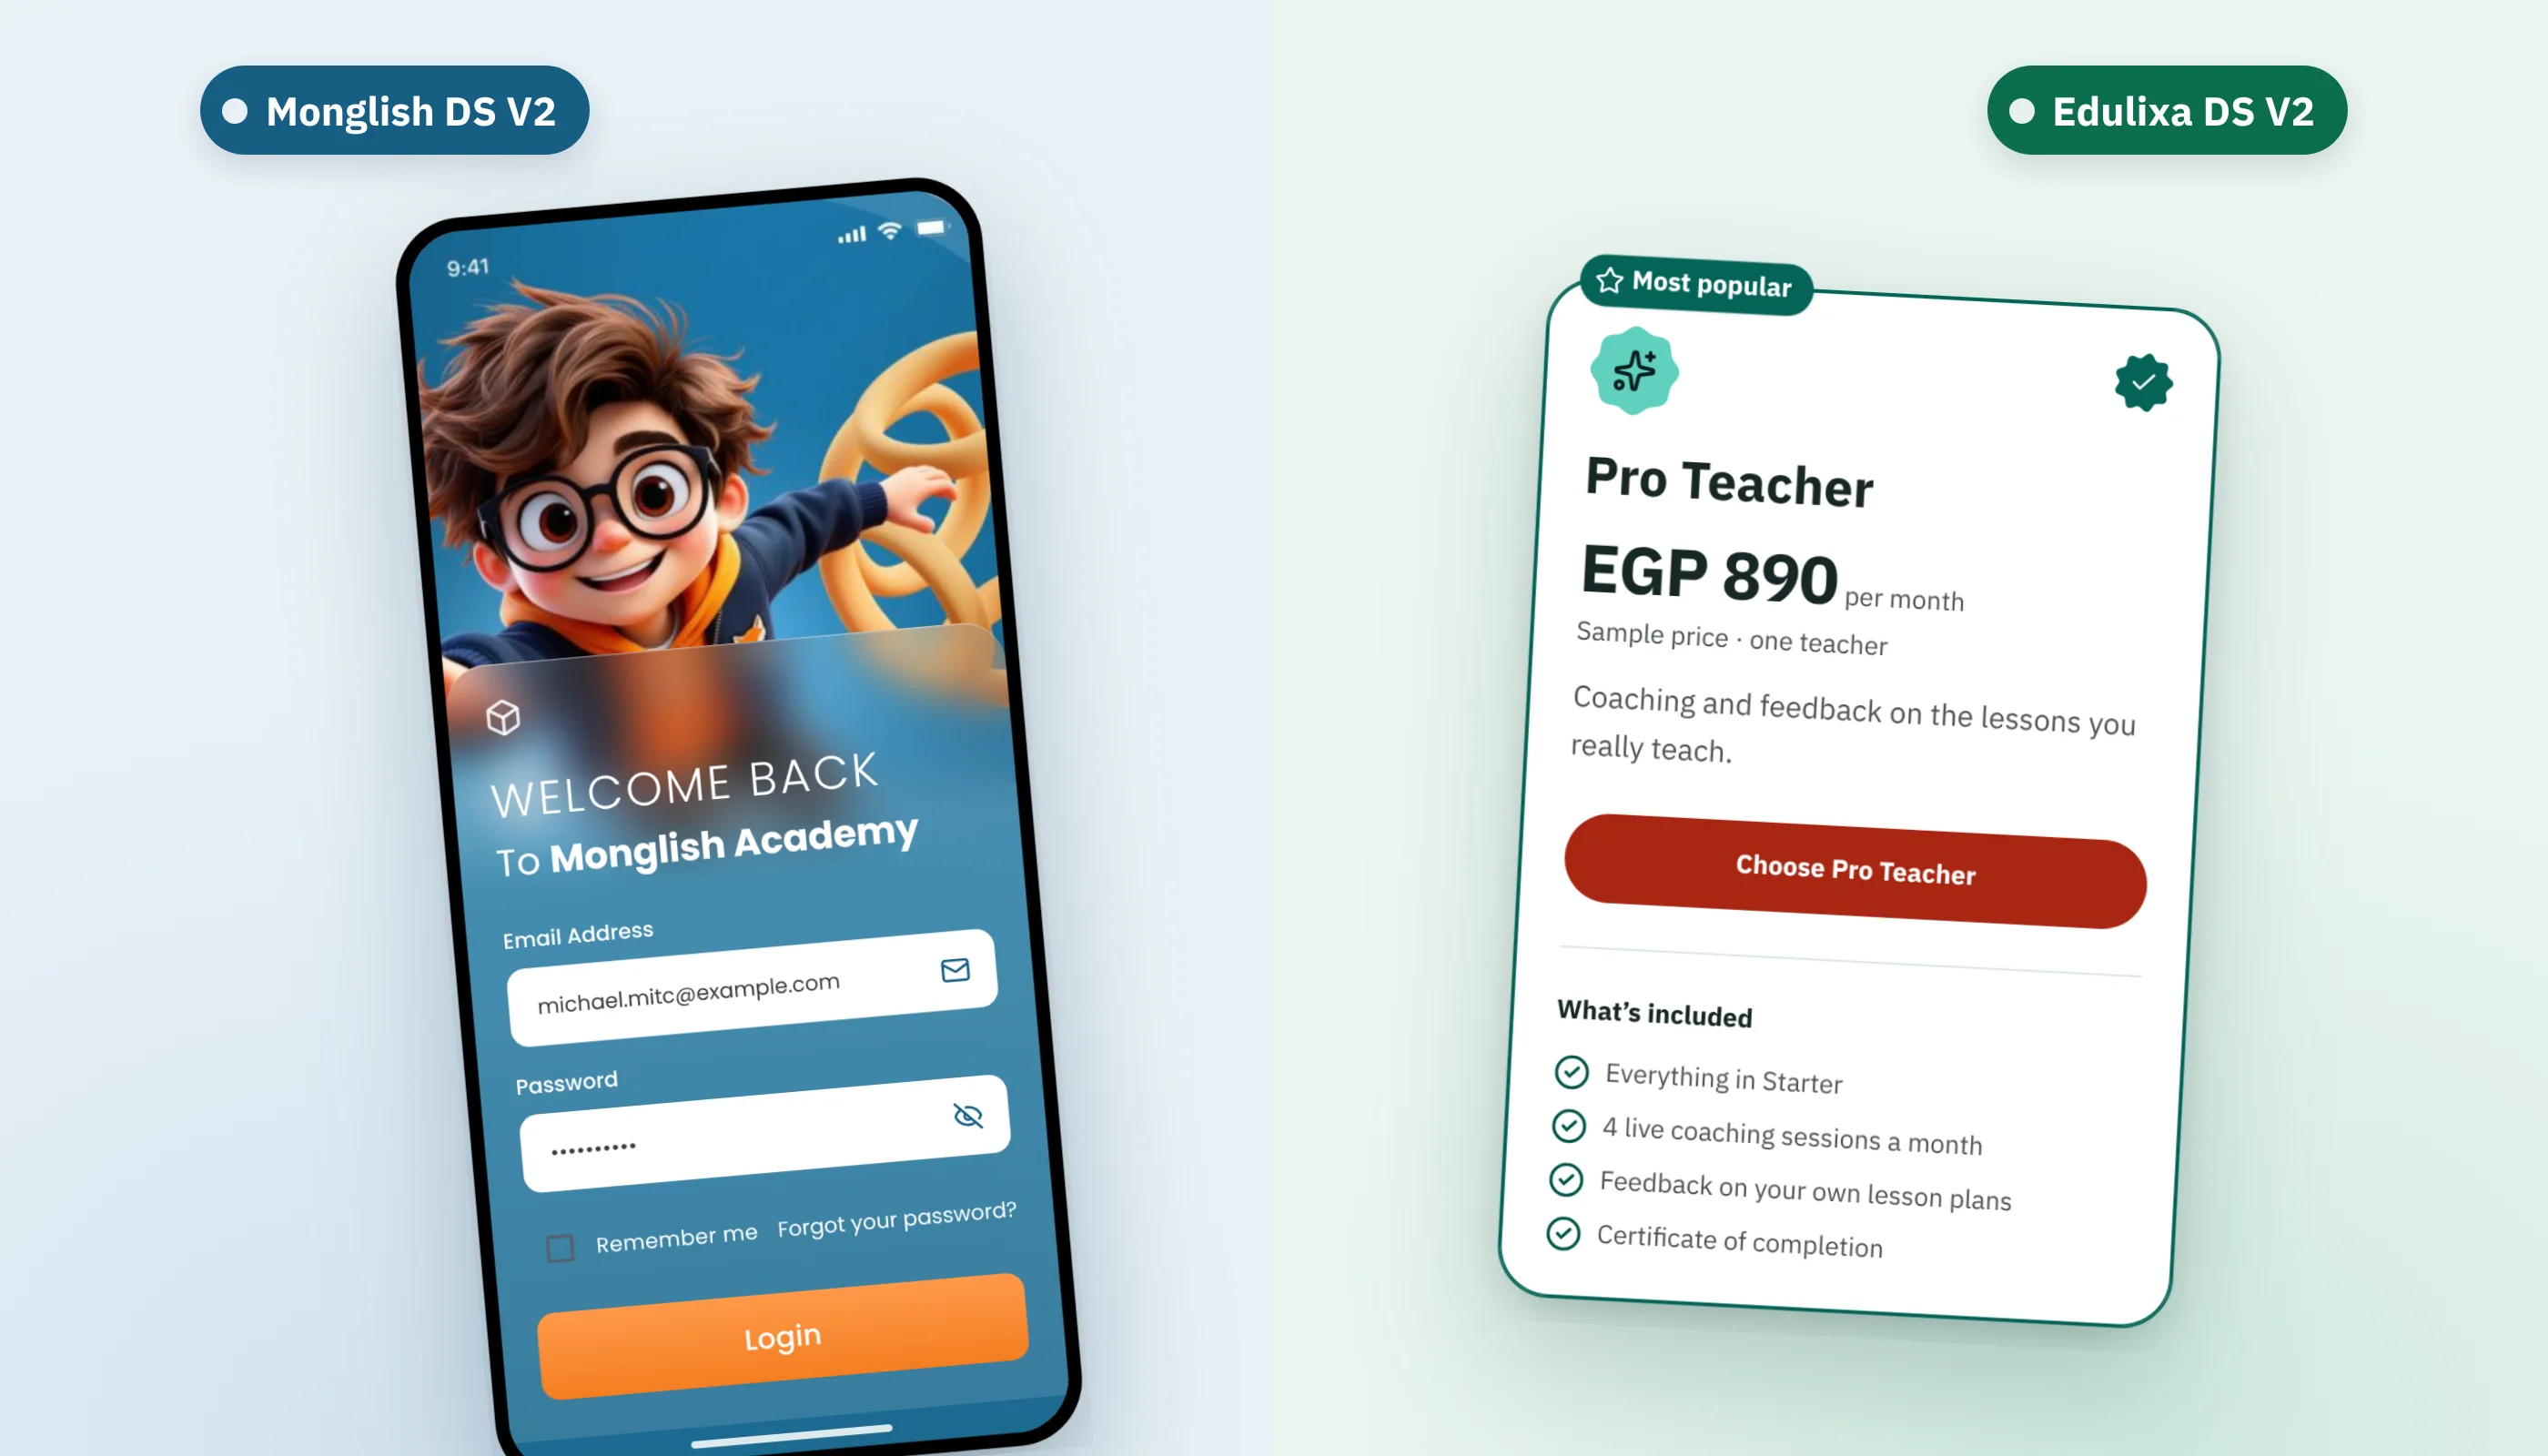 Monglish DS V2
9:41
WELCOME BACK
To Monglish Academy
Email Address
michael.mitc@example.com
Password
••••••••••
Remember me Forgot your password?
Login
Edulixa DS V2
Most popular
Pro Teacher
EGP 890 per month
Sample price · one teacher
Coaching and feedback on the lessons you
really teach.
Choose Pro Teacher
What’s included
Everything in Starter
4 live coaching sessions a month
Feedback on your own lesson plans
Certificate of completion